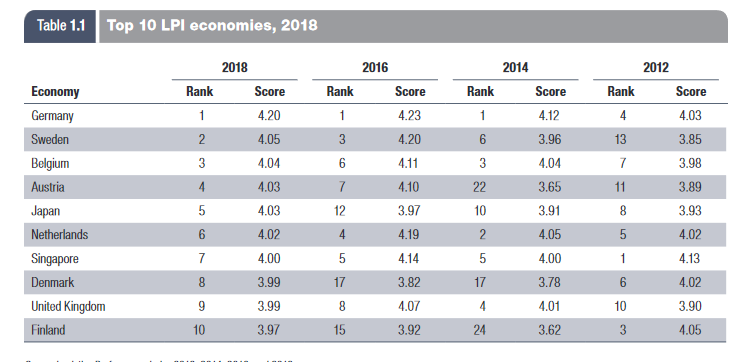 Table 1.1 Top 10 LPI economies, 2018
2018 2016 2014 2012
Economy Rank Score Rank Score Rank Score Rank Score
Germany 1 4.20 1 4.23 1 4.12 4 4.03
Sweden 2 4.05 3 4.20 6 3.96 13 3.85
Belgium 3 4.04 6 4.11 3 4.04 7 3.98
Austria 4 4.03 7 4.10 22 3.65 11 3.89
Japan 5 4.03 12 3.97 10 3.91 8 3.93
Netherlands 6 4.02 4 4.19 2 4.05 5 4.02
Singapore 7 4.00 5 4.14 5 4.00 1 4.13
Denmark 8 3.99 17 3.82 17 3.78 6 4.02
United Kingdom 9 3.99 8 4.07 4 4.01 10 3.90
Finland 10 3.97 15 3.92 24 3.62 3 4.05